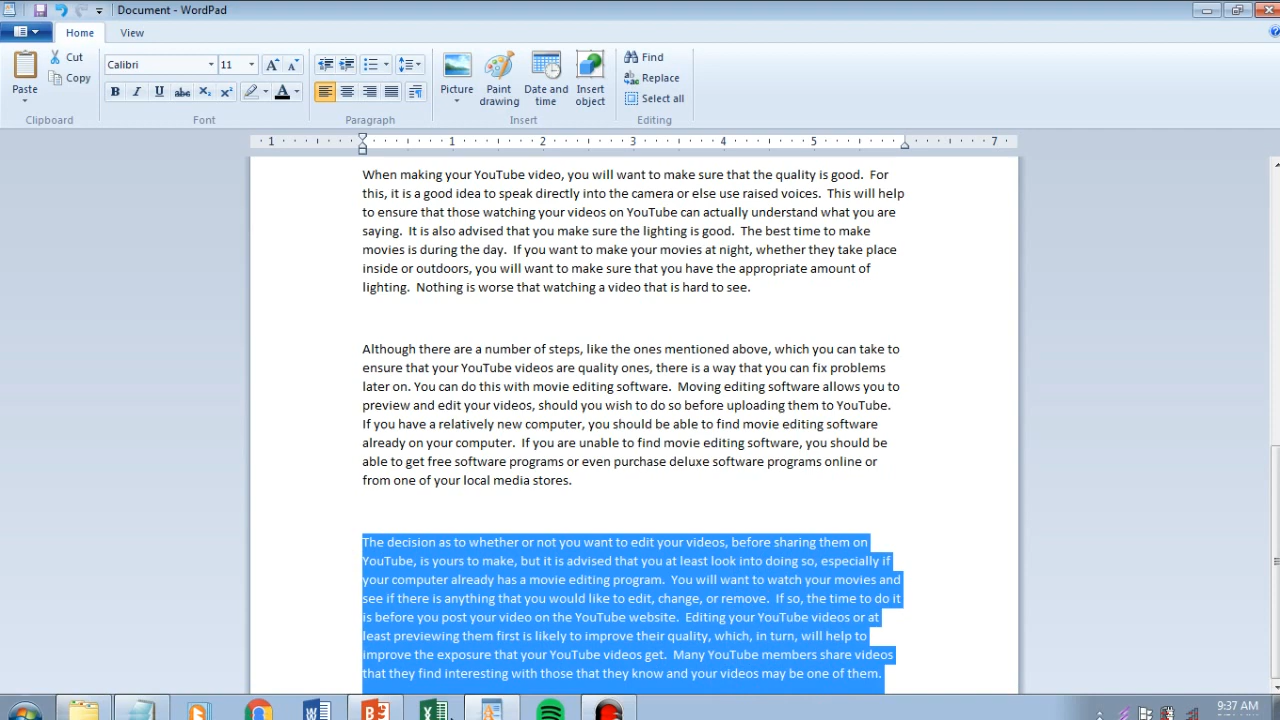 Document - WordPad
Home View
Cut
Copy
Paste
Clipboard
Calibri 11
Font
Paragraph
Picture
Paint drawing
Date and time
Insert object
Insert
Find
Replace
Select all
Editing
1 1 2 3 4 5 7
When making your YouTube video, you will want to make sure that the quality is good.  For
this, it is a good idea to speak directly into the camera or else use raised voices.  This will help
to ensure that those watching your videos on YouTube can actually understand what you are
saying.  It is also advised that you make sure the lighting is good.  The best time to make
movies is during the day.  If you want to make your movies at night, whether they take place
inside or outdoors, you will want to make sure that you have the appropriate amount of
lighting.  Nothing is worse that watching a video that is hard to see.
Although there are a number of steps, like the ones mentioned above, which you can take to
ensure that your YouTube videos are quality ones, there is a way that you can fix problems
later on. You can do this with movie editing software.  Moving editing software allows you to
preview and edit your videos, should you wish to do so before uploading them to YouTube.
If you have a relatively new computer, you should be able to find movie editing software
already on your computer.  If you are unable to find movie editing software, you should be
able to get free software programs or even purchase deluxe software programs online or
from one of your local media stores.
The decision as to whether or not you want to edit your videos, before sharing them on
YouTube, is yours to make, but it is advised that you at least look into doing so, especially if
your computer already has a movie editing program.  You will want to watch your movies and
see if there is anything that you would like to edit, change, or remove.  If so, the time to do it
is before you post your video on the YouTube website.  Editing your YouTube videos or at
least previewing them first is likely to improve their quality, which, in turn, will help to
improve the exposure that your YouTube videos get.  Many YouTube members share videos
that they find interesting with those that they know and your videos may be one of them.
9:37 AM